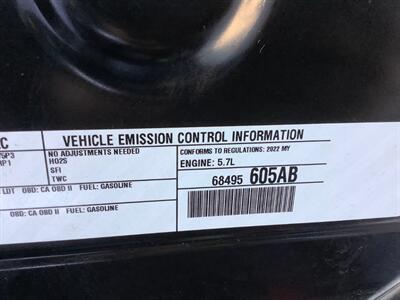 C VEHICLE EMISSION CONTROL INFORMATION
NO ADJUSTMENTS NEEDED
HO2S
SFI
TWC
CONFORMS TO REGULATIONS: 2022 MY
ENGINE: 5.7L
68495 605AB
LDT OBD: CA OBD II FUEL: GASOLINE
OBD: CA OBD II FUEL: GASOLINE